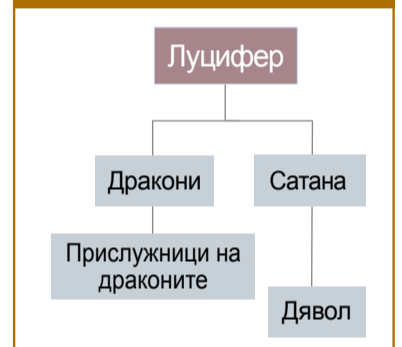 Луцифер
Дракони
Сатана
Прислужници на
драконите
Дявол